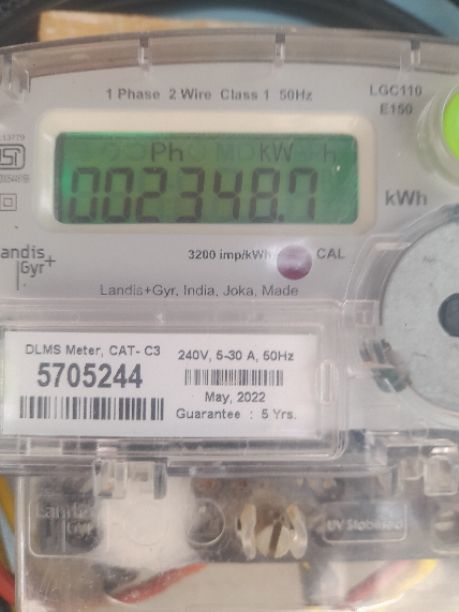 1 Phase 2 Wire Class 1 50Hz
LGC110
E150
Ph KW h
002348.7
kWh
3200 imp/kWh
CAL
andis
Gyr+
Landis+Gyr, India, Joka, Made
DLMS Meter, CAT- C3
5705244
240V, 5-30 A, 50Hz
May, 2022
Guarantee : 5 Yrs.
Landis
Gyr
UV Stabilised